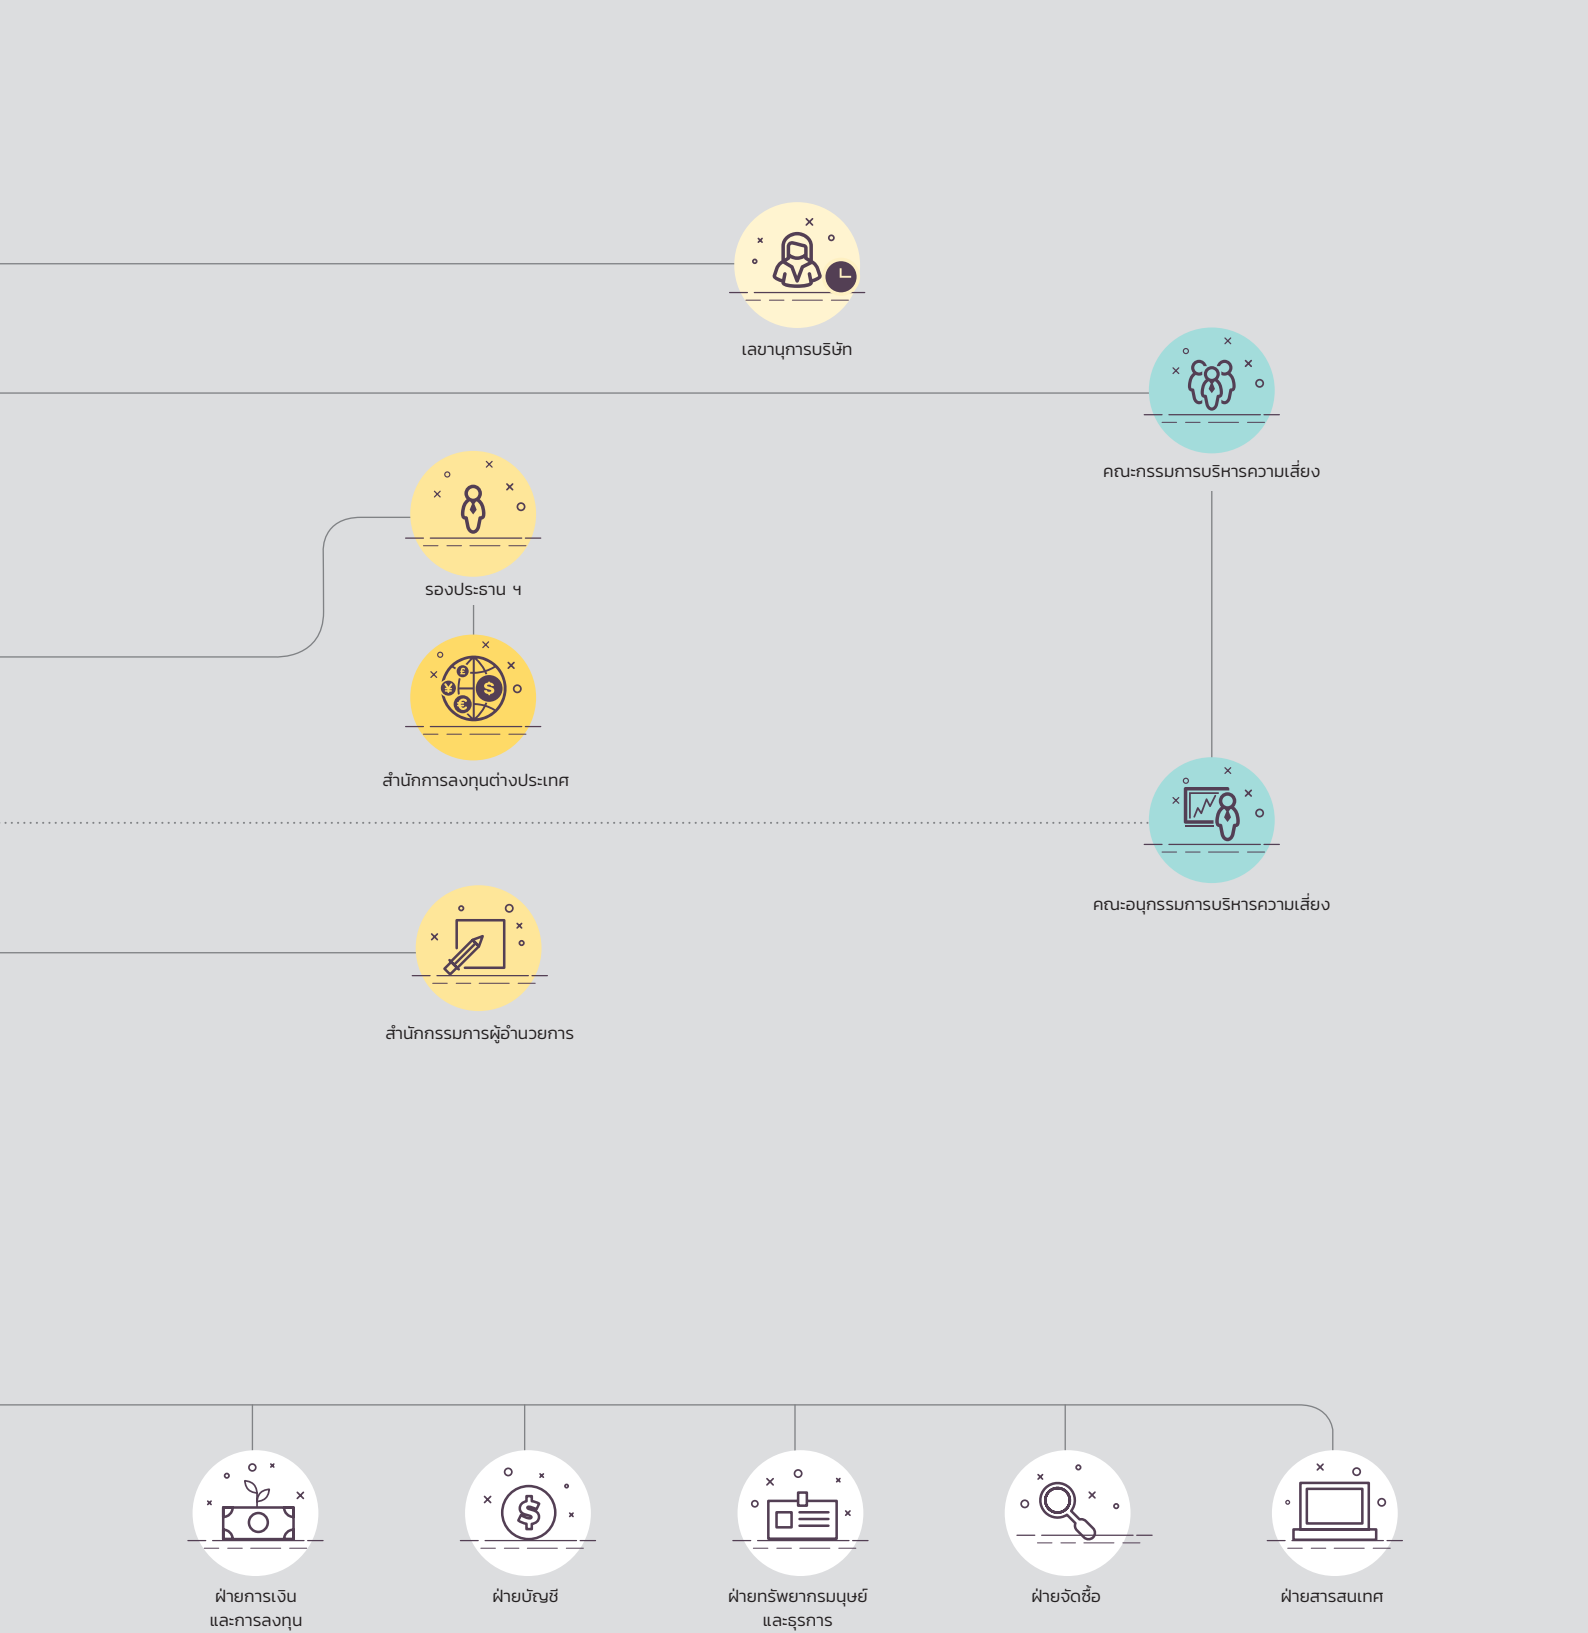 เลขานุการบริษัท
คณะกรรมการบริหารความเสี่ยง
รองประธาน ฯ
สำนักการลงทุนต่างประเทศ
คณะอนุกรรมการบริหารความเสี่ยง
สำนักกรรมการผู้อำนวยการ
ฝ่ายการเงิน
และการลงทุน
ฝ่ายบัญชี
ฝ่ายทรัพยากรมนุษย์
และธุรการ
ฝ่ายจัดซื้อ
ฝ่ายสารสนเทศ